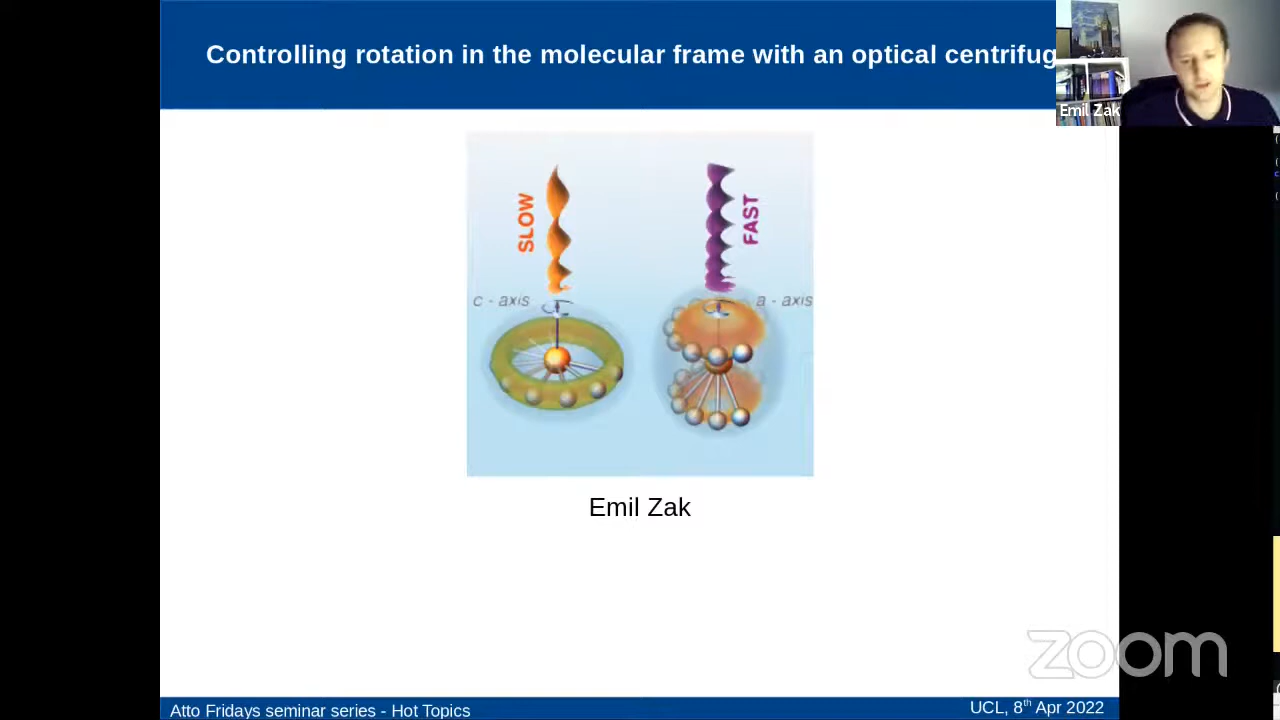 Controlling rotation in the molecular frame with an optical centrifug
Emil Zak
SLOW
FAST
c - axis
a - axis
Emil Zak
zoom
Atto Fridays seminar series - Hot Topics
UCL, 8th Apr 2022